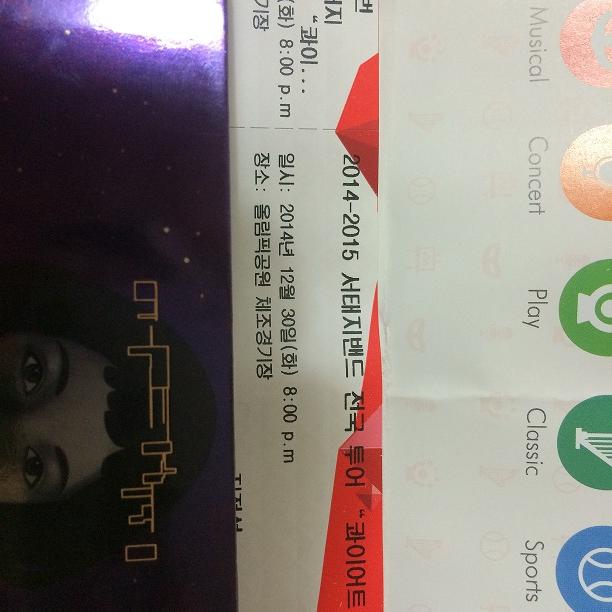 Musical Concert Play Classic Sports
“콰이...
(화) 8:00 p.m
기장
2014-2015 서태지밴드 전국 투어 “콰이어트
일시: 2014년 12월 30일(화) 8:00 p.m
장소: 올림픽공원 체조경기장